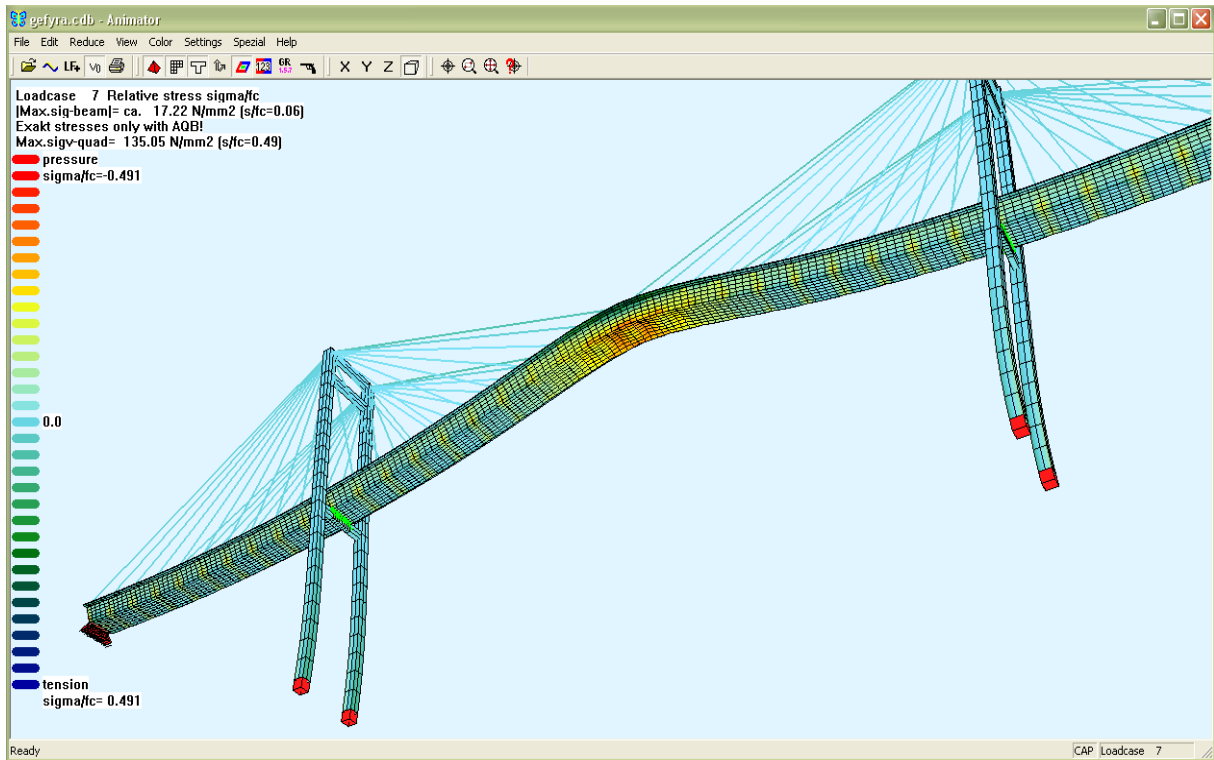 gefyra.cdb - Animator
File Edit Reduce View Color Settings Spezial Help
LF+ X Y Z
Loadcase 7 Relative stress sigma/fc
|Max.sig-beam|= ca. 17.22 N/mm2 (s/fc=0.06)
Exakt stresses only with AQB!
Max.sigv-quad= 135.05 N/mm2 (s/fc=0.49)
pressure
sigma/fc=-0.491
0.0
tension
sigma/fc= 0.491
Ready CAP Loadcase 7